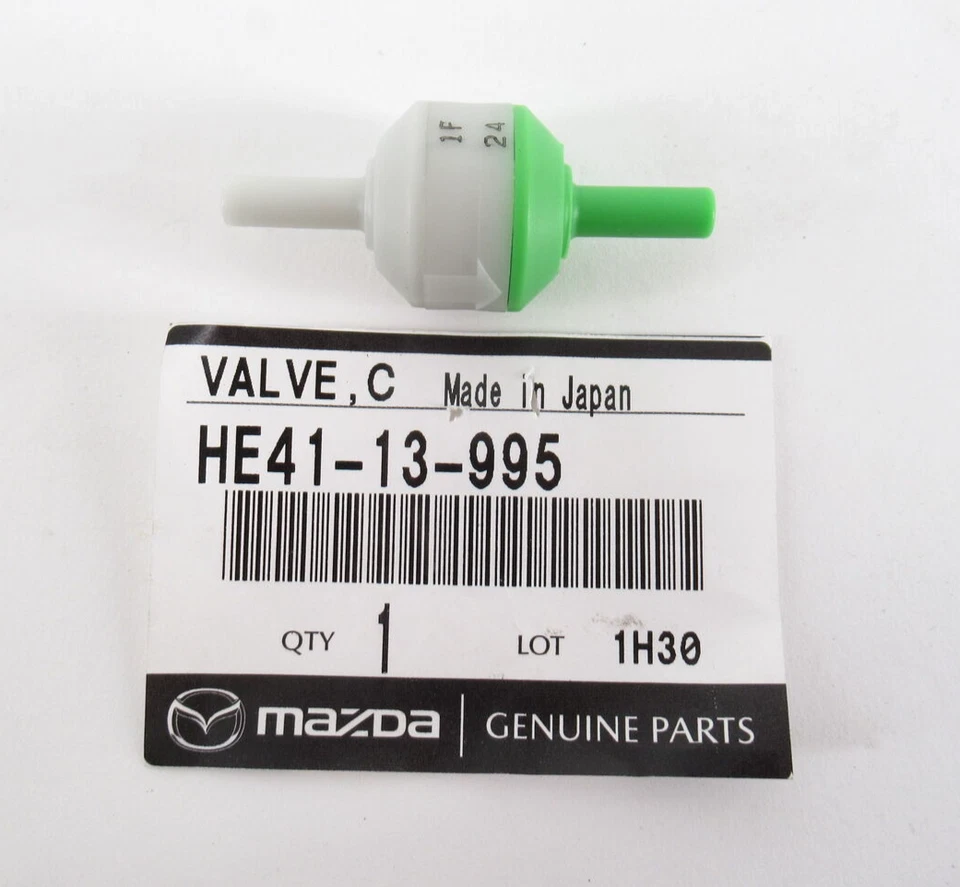 1F 24
VALVE,C Made in Japan
HE41-13-995
QTY 1 LOT 1H30
mazda GENUINE PARTS